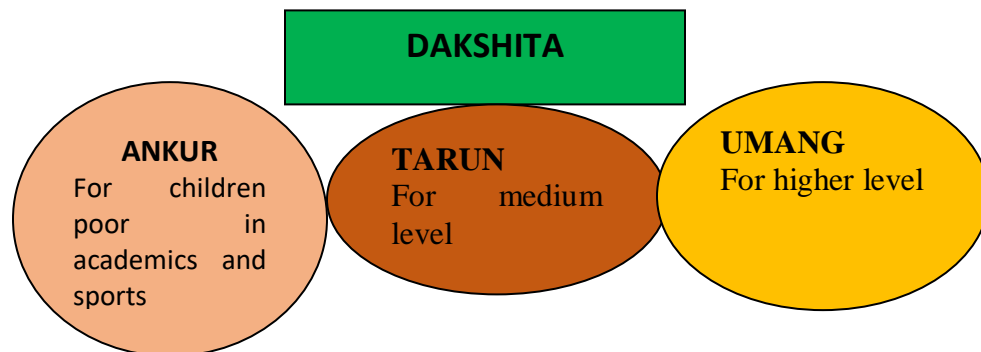 DAKSHITA
ANKUR
For children
poor in
academics and
sports
TARUN
For medium
level
UMANG
For higher level